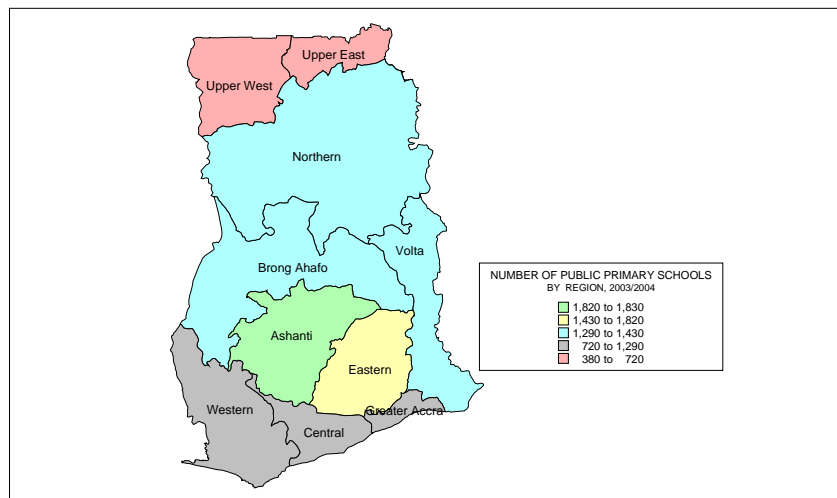 Upper East
Upper West
Northern
Volta
Brong Ahafo
NUMBER OF PUBLIC PRIMARY SCHOOLS
BY REGION, 2003/2004
1,820 to 1,830
1,430 to 1,820
1,290 to 1,430
720 to 1,290
380 to 720
Ashanti
Eastern
Western
Greater Accra
Central